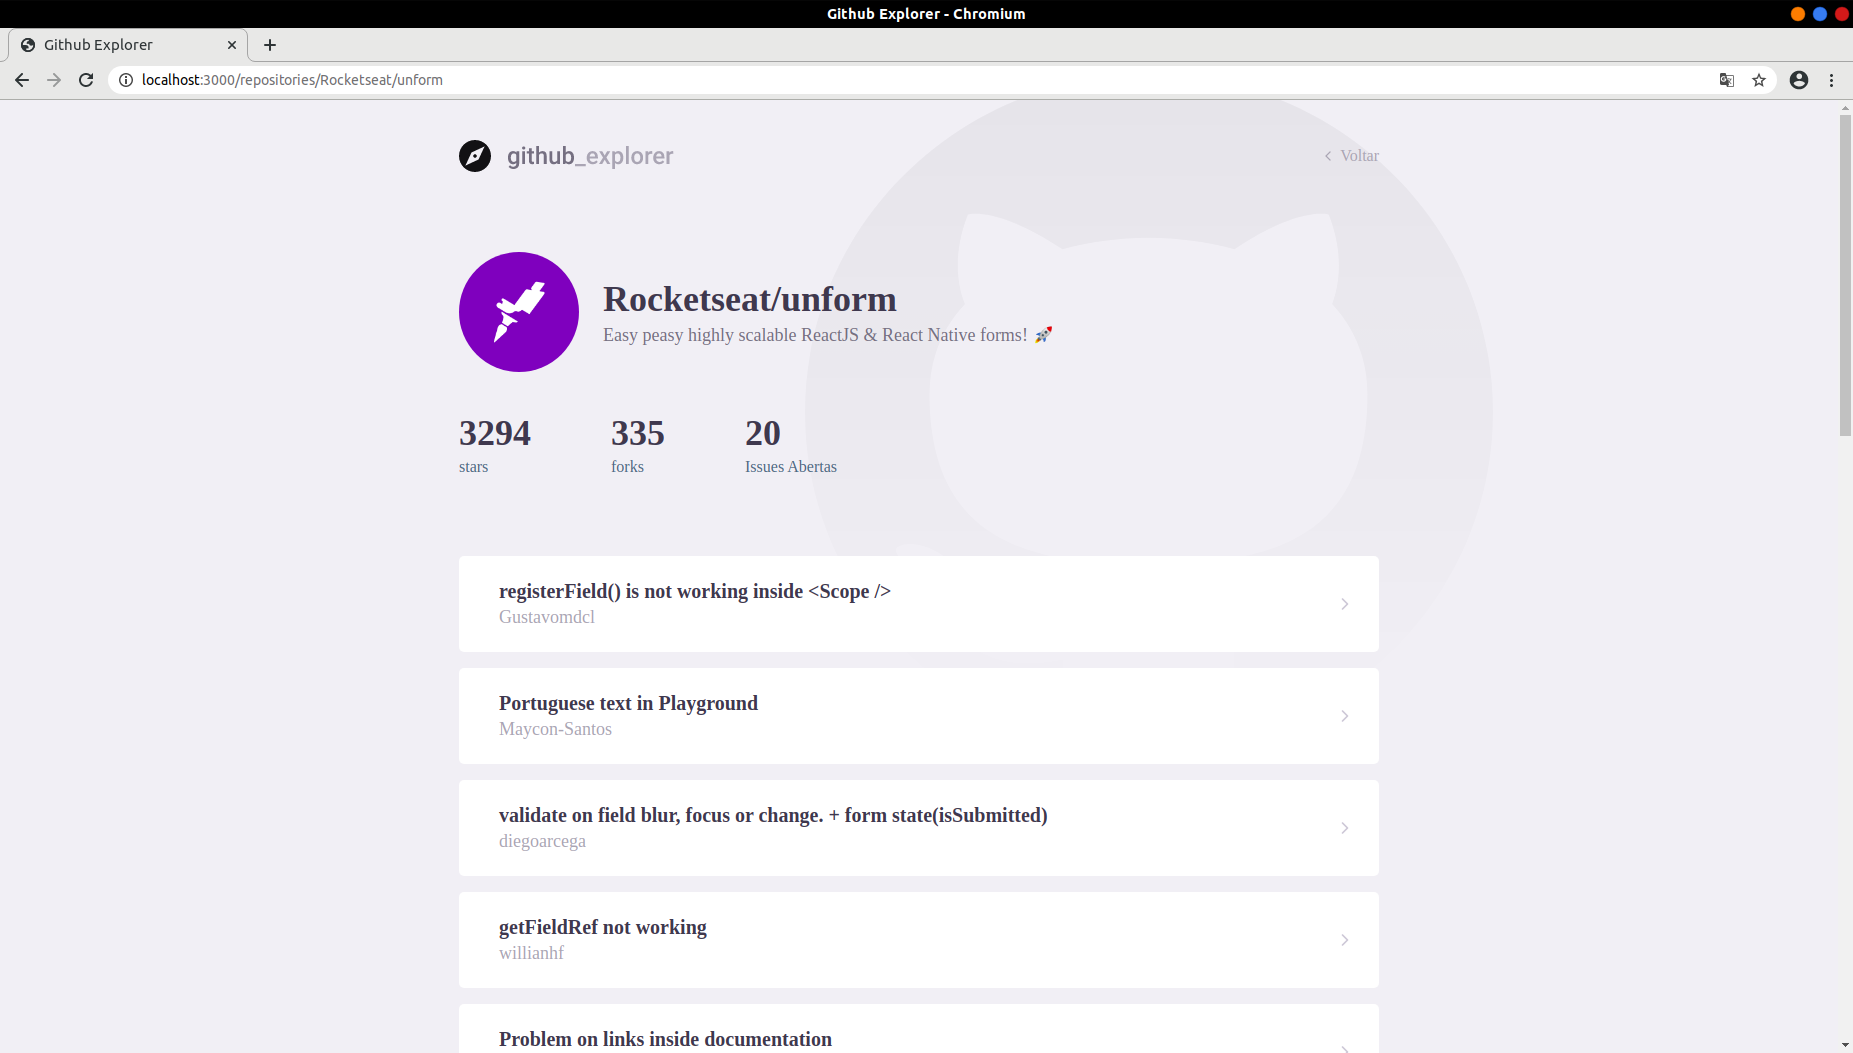 Github Explorer - Chromium
Github Explorer
localhost:3000/repositories/Rocketseat/unform
github_explorer
Voltar
Rocketseat/unform
Easy peasy highly scalable ReactJS & React Native forms! 🚀
3294
335
20
stars
forks
Issues Abertas
registerField() is not working inside <Scope />
Gustavomdcl
Portuguese text in Playground
Maycon-Santos
validate on field blur, focus or change. + form state(isSubmitted)
diegoarcega
getFieldRef not working
willianhf
Problem on links inside documentation